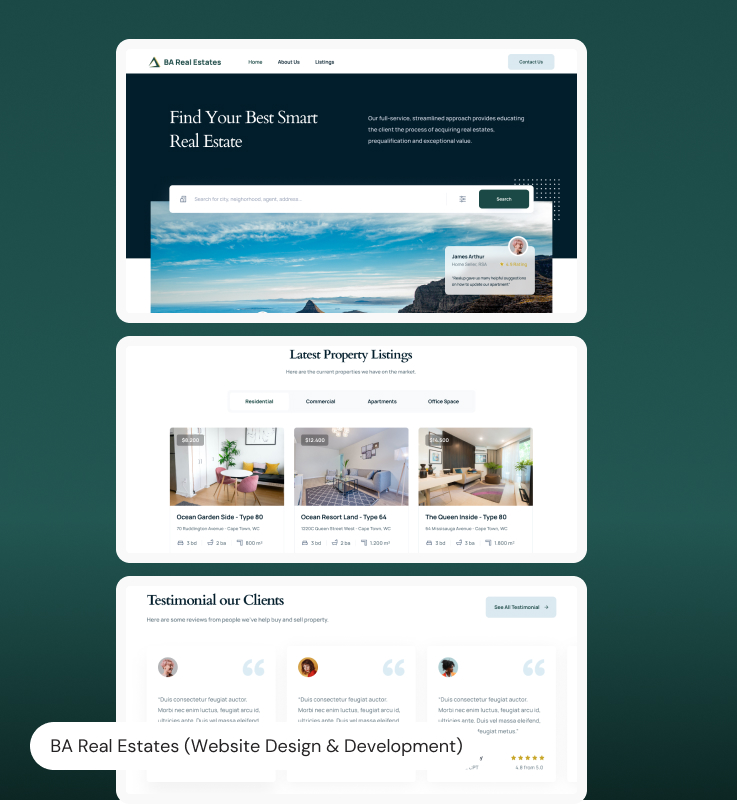 BA Real Estates
Home
About Us
Listings
Contact Us
Find Your Best Smart
Real Estate
Our full-service, streamlined approach provides educating
the client the process of acquiring real estates,
prequalification and exceptional value.
Search for city, neighorhood, agent, address...
Search
James Arthur
Home Seller, RSA
"Realup gave us many helpful suggestions
on how to update our apartment"
Latest Property Listings
Here are the current properties we have on the market.
Residential
Commercial
Apartments
Office Space
$8.200
$12.400
$16.500
Ocean Garden Side - Type 80
Ocean Resort Land - Type 64
The Queen Inside - Type 80
70 Rockington Avenue - Cape Town, WC
1200C Queen Street West - Cape Town, WC
64 Mississauga Avenue - Cape Town, WC
3 bd
2 ba
800 m²
3 bd
2 ba
1.200 m²
3 bd
3 ba
1.800 m²
Testimonial our Clients
Here are some reviews from people we've help buy and sell property.
See All Testimonial →
"Duis consectetur feugiat auctor.
Morbi nec enim luctus, feugiat arcu id,
ultricies ante. Duis vel massa eleifend,
"Duis consectetur feugiat auctor.
Morbi nec enim luctus, feugiat arcu id,
ultricies ante. Duis vel massa eleifend,
"Duis consectetur feugiat auctor.
Morbi nec enim luctus, feugiat arcu id,
ultricies ante. Duis vel massa eleifend,
feugiat metus."
4.8 from 5.0
BA Real Estates (Website Design & Development)